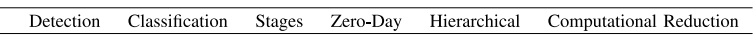 Detection Classification Stages Zero-Day Hierarchical Computational Reduction